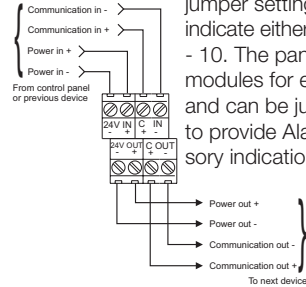 Communication in -
Communication in +
Power in +
Power in -
From control panel
or previous device
24V IN C IN
- + + -
24V OUT C OUT
- + + -
Power out +
Power out -
Communication out -
Communication out +
To next device
jumper setting
indicate either
- 10. The pan
modules for e
and can be ju
to provide Ala
sory indicatio